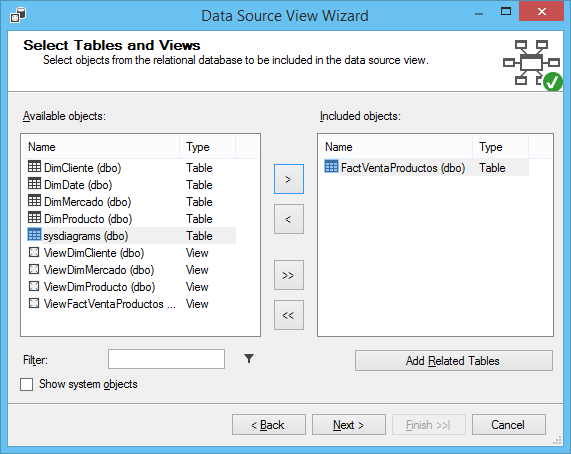 Data Source View Wizard
Select Tables and Views
Select objects from the relational database to be included in the data source view.
Available objects:
Name Type
DimCliente (dbo) Table
DimDate (dbo) Table
DimMercado (dbo) Table
DimProducto (dbo) Table
sysdiagrams (dbo) Table
ViewDimCliente (dbo) View
ViewDimMercado (dbo) View
ViewDimProducto (dbo) View
ViewFactVentaProductos ... View
>
<
>>
<<
Included objects:
Name Type
FactVentaProductos (dbo) Table
Filter:
Add Related Tables
Show system objects
< Back Next > Finish >>| Cancel